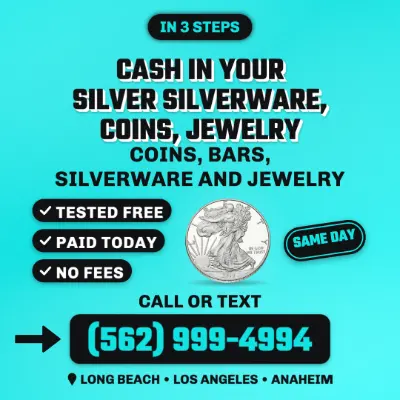 IN 3 STEPS
CASH IN YOUR
SILVER SILVERWARE,
COINS, JEWELRY
COINS, BARS,
SILVERWARE AND JEWELRY
TESTED FREE
PAID TODAY
NO FEES
SAME DAY
CALL OR TEXT
(562) 999-4994
LONG BEACH • LOS ANGELES • ANAHEIM